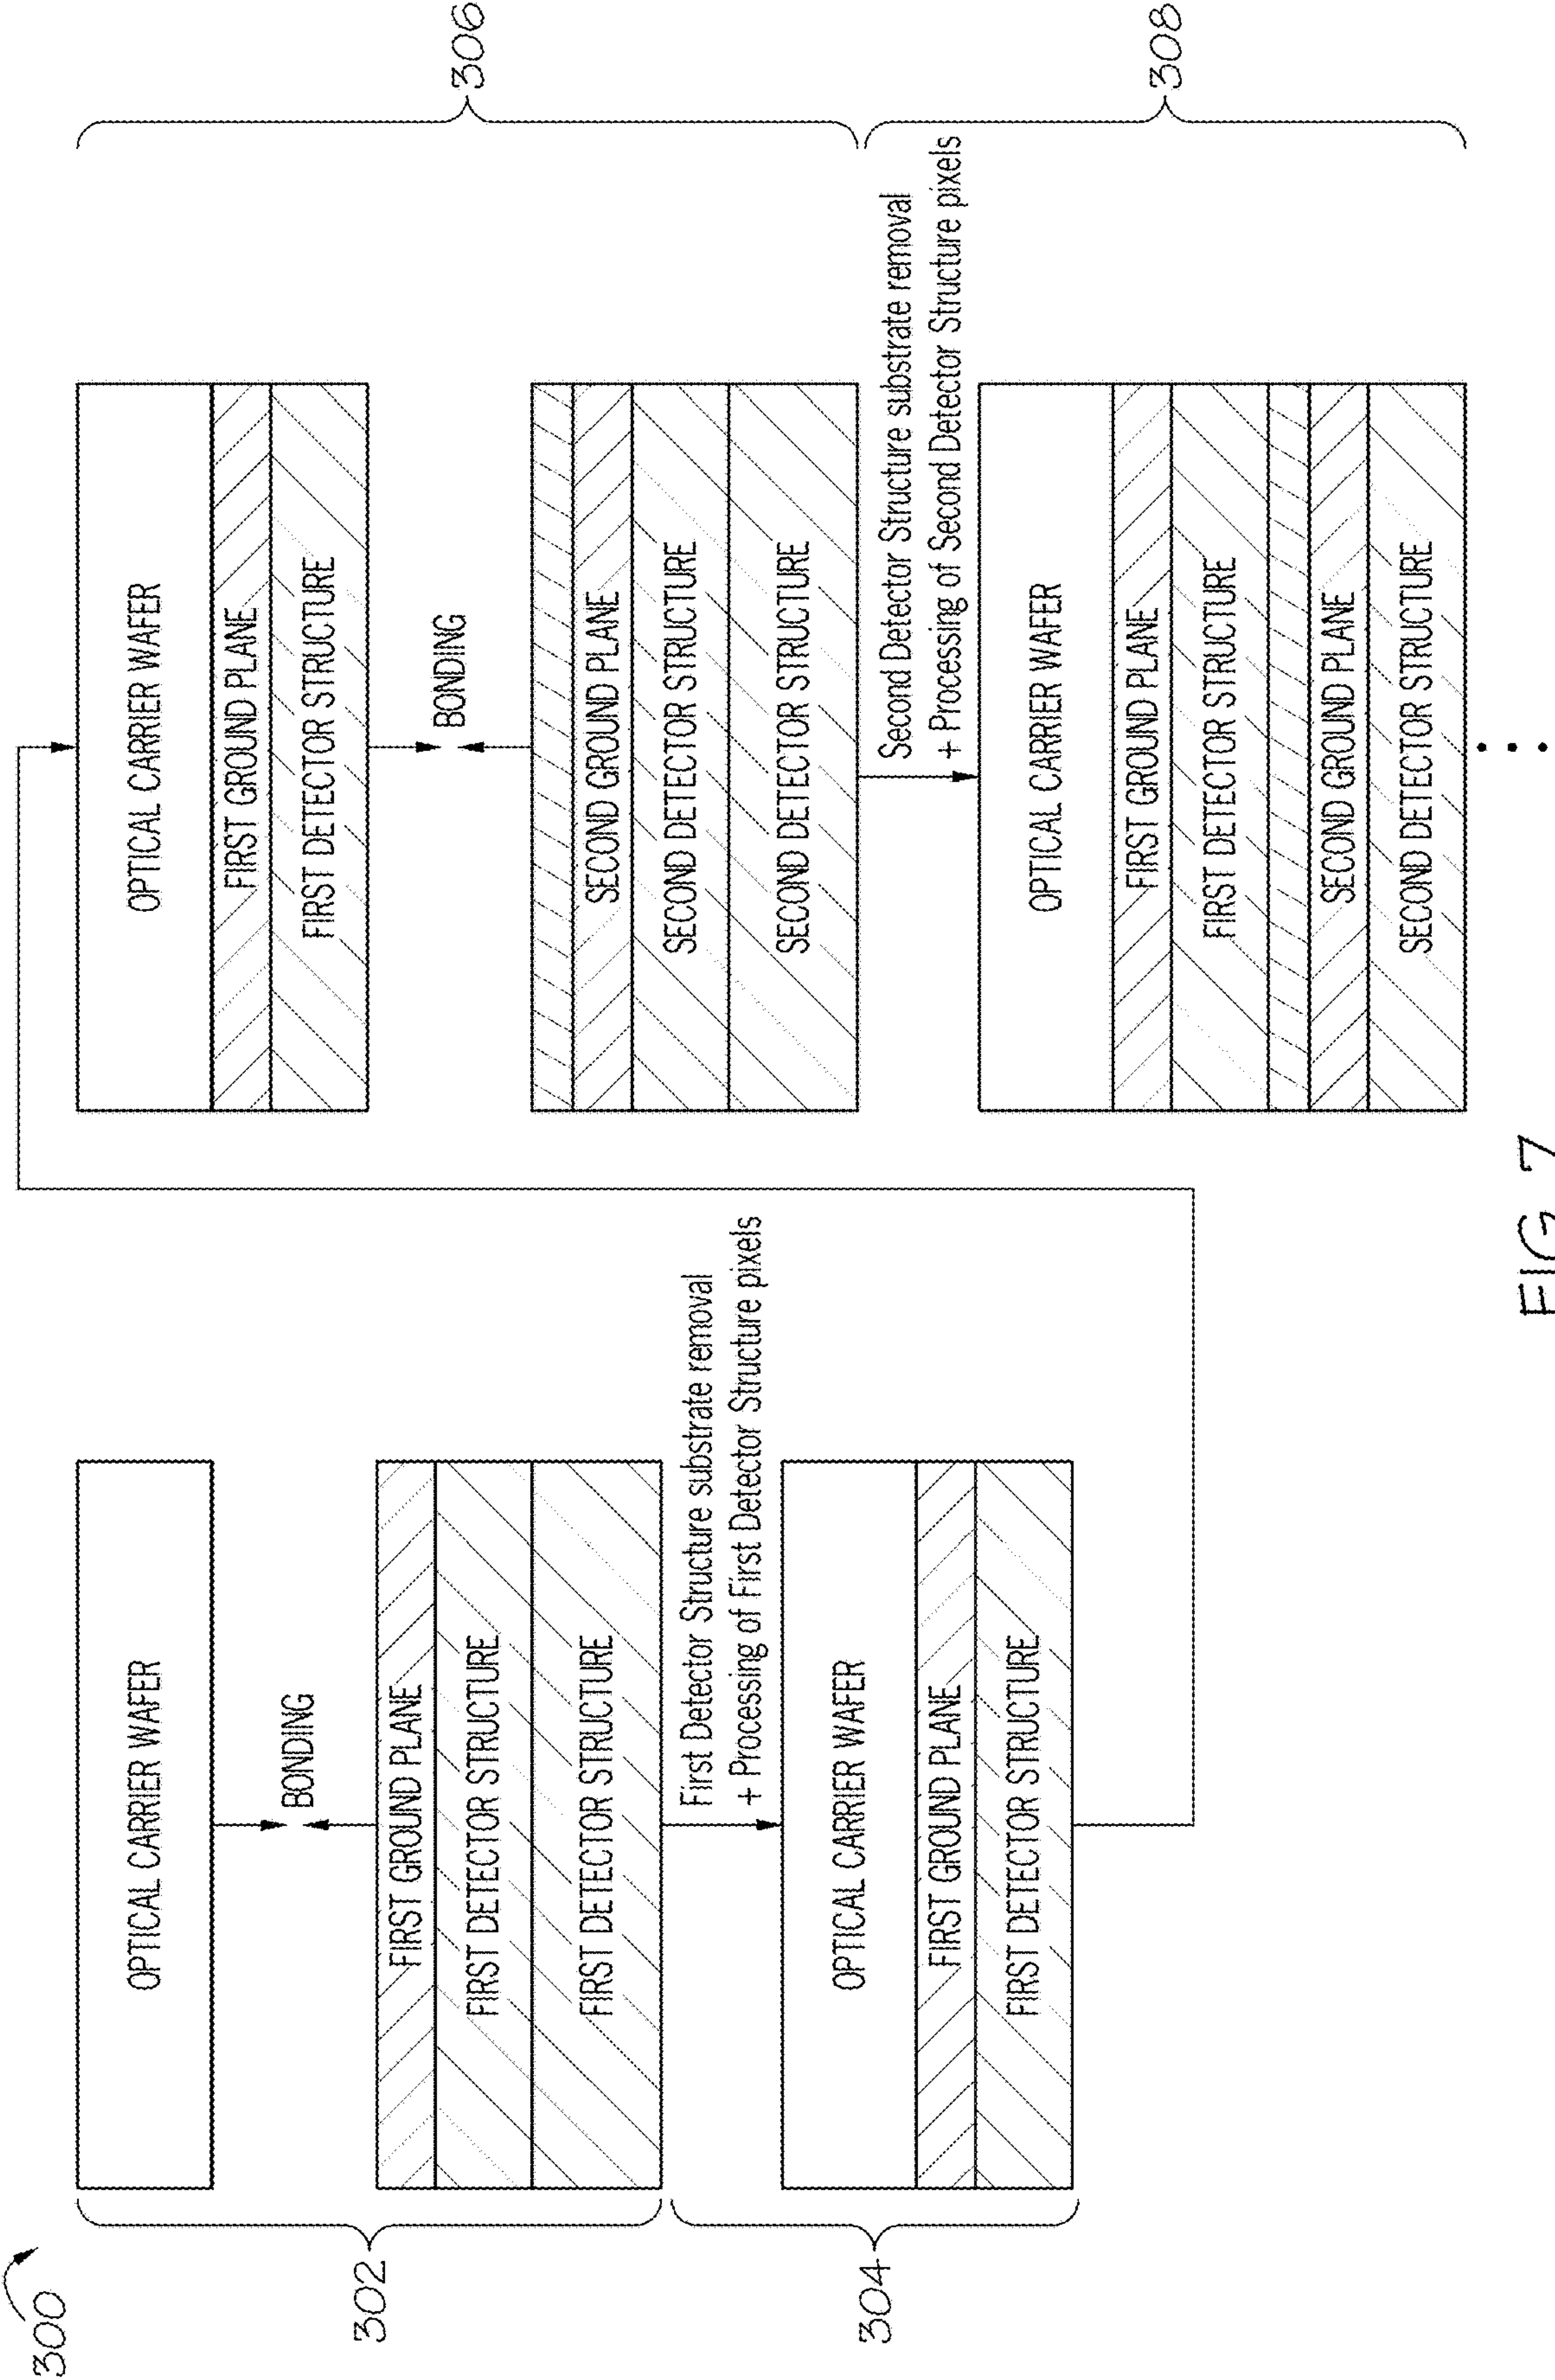 300
302
OPTICAL CARRIER WAFER
BONDING
FIRST GROUND PLANE
FIRST DETECTOR STRUCTURE
FIRST DETECTOR STRUCTURE
304
First Detector Structure substrate removal
+ Processing of First Detector Structure pixels
OPTICAL CARRIER WAFER
FIRST GROUND PLANE
FIRST DETECTOR STRUCTURE
306
OPTICAL CARRIER WAFER
FIRST GROUND PLANE
FIRST DETECTOR STRUCTURE
BONDING
SECOND GROUND PLANE
SECOND DETECTOR STRUCTURE
SECOND DETECTOR STRUCTURE
308
Second Detector Structure substrate removal
+ Processing of Second Detector Structure pixels
OPTICAL CARRIER WAFER
FIRST GROUND PLANE
FIRST DETECTOR STRUCTURE
SECOND GROUND PLANE
SECOND DETECTOR STRUCTURE
FIG. 7